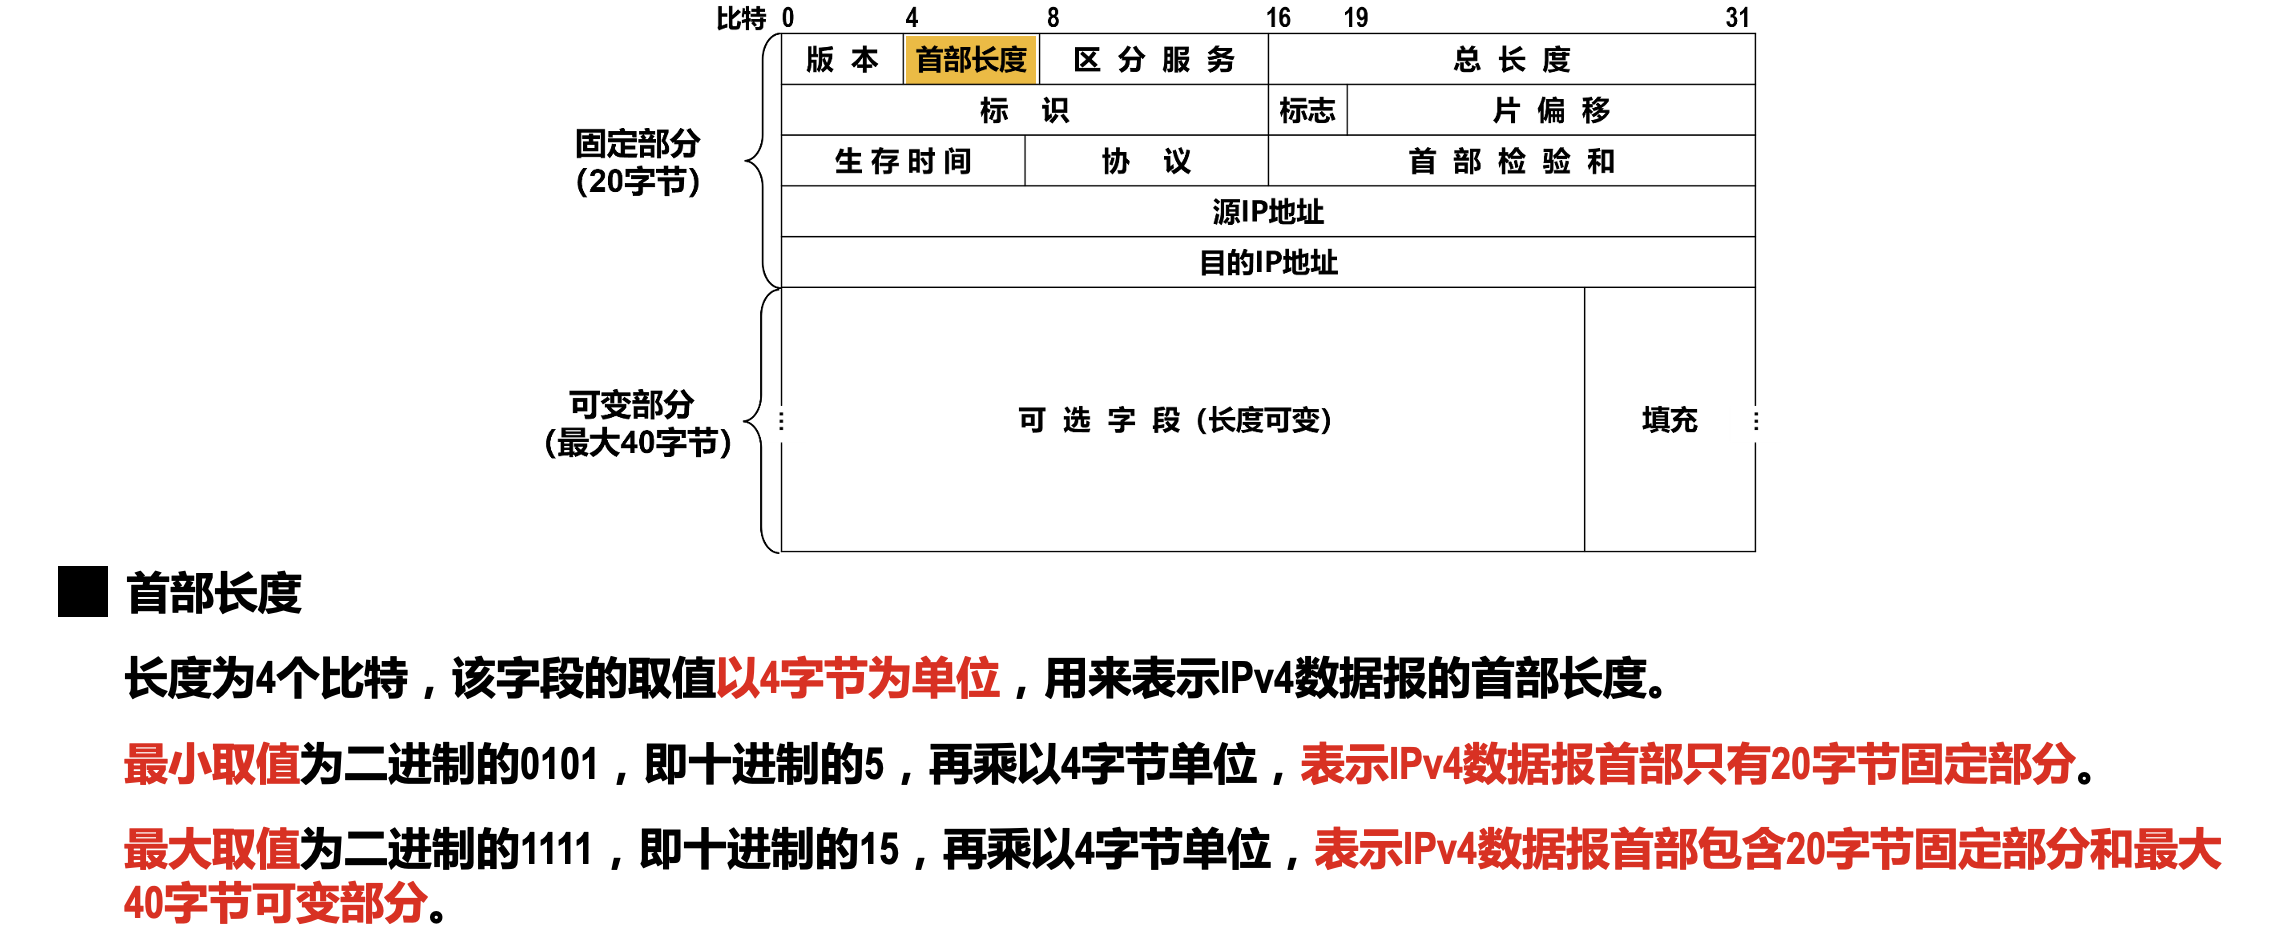 比特 0 4 8 16 19 31
版 本 首部长度 区 分 服 务 总 长 度
标 识 标志 片 偏 移
固定部分
(20字节)
生 存 时 间 协 议 首 部 检 验 和
源IP地址
目的IP地址
可变部分
(最大40字节)
可 选 字 段 (长度可变) 填充
首部长度
长度为4个比特，该字段的取值以4字节为单位，用来表示IPv4数据报的首部长度。
最小取值为二进制的0101，即十进制的5，再乘以4字节单位，表示IPv4数据报首部只有20字节固定部分。
最大取值为二进制的1111，即十进制的15，再乘以4字节单位，表示IPv4数据报首部包含20字节固定部分和最大
40字节可变部分。